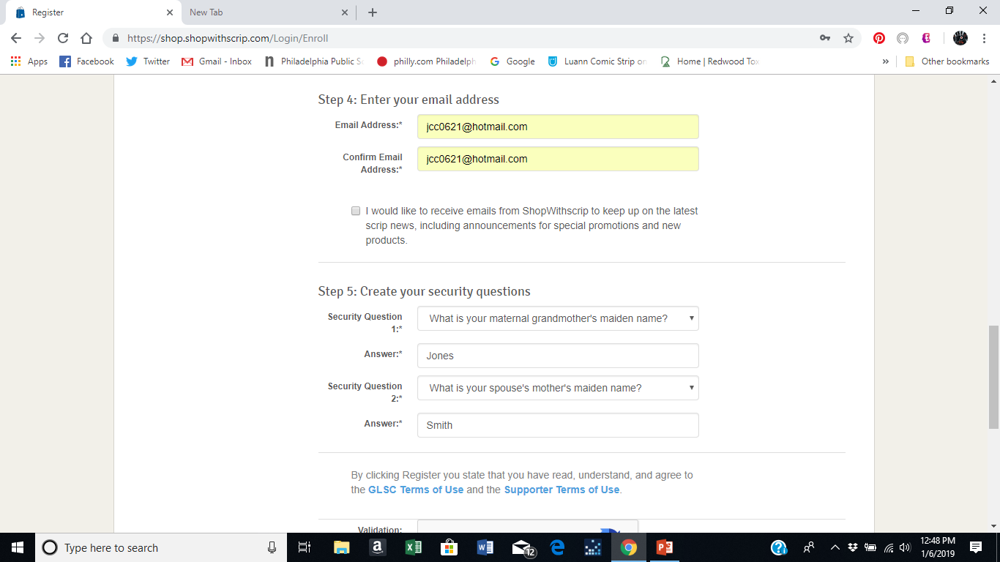 Register
New Tab
https://shop.shopwithscrip.com/Login/Enroll
Apps Facebook Twitter Gmail - Inbox Philadelphia Public Sc philly.com Philadelph Google Luann Comic Strip on Home | Redwood Tox » Other bookmarks
Step 4: Enter your email address
Email Address:* jcc0621@hotmail.com
Confirm Email
Address:*
jcc0621@hotmail.com
I would like to receive emails from ShopWithscrip to keep up on the latest
scrip news, including announcements for special promotions and new
products.
Step 5: Create your security questions
Security Question
1:*
What is your maternal grandmother's maiden name?
Answer:* Jones
Security Question
2:*
What is your spouse's mother's maiden name?
Answer:* Smith
By clicking Register you state that you have read, understand, and agree to
the GLSC Terms of Use and the Supporter Terms of Use.
Validation:
Type here to search
12
12:48 PM
1/6/2019